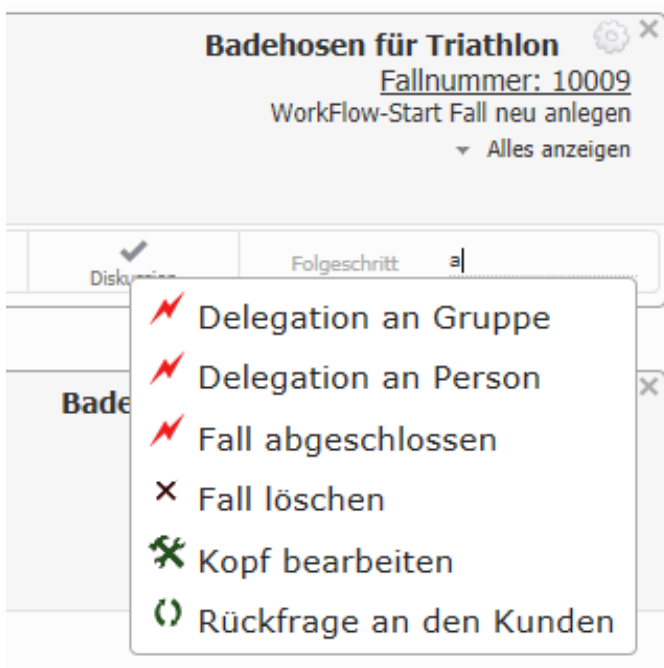 Badehosen für Triathlon
Fallnummer: 10009
WorkFlow-Start Fall neu anlegen
Alles anzeigen
Diskussion
Folgeschritt a
Delegation an Gruppe
Delegation an Person
Fall abgeschlossen
Fall löschen
Kopf bearbeiten
Rückfrage an den Kunden
Bade